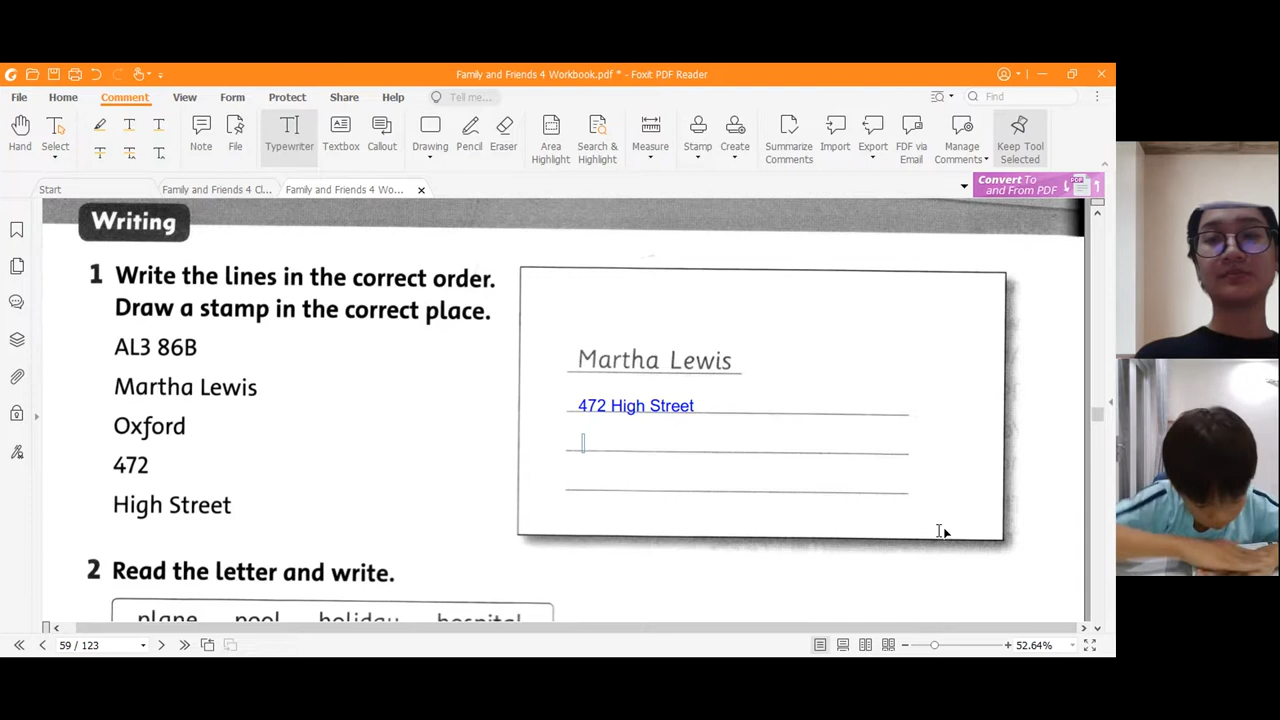 Family and Friends 4 Workbook.pdf * - Foxit PDF Reader
File Home Comment View Form Protect Share Help Tell me... Find
Hand Select Note File Typewriter Textbox Callout Drawing Pencil Eraser Area Highlight Search & Highlight Measure Stamp Create Summarize Comments Import Export FDF via Email Manage Comments Keep Tool Selected
Start Family and Friends 4 Cl... Family and Friends 4 Wo... Convert To and From PDF
Writing
1 Write the lines in the correct order.
Draw a stamp in the correct place.
AL3 86B
Martha Lewis
Oxford
472
High Street
Martha Lewis
472 High Street
2 Read the letter and write.
plane pool holiday hospital
59 / 123 52.64%